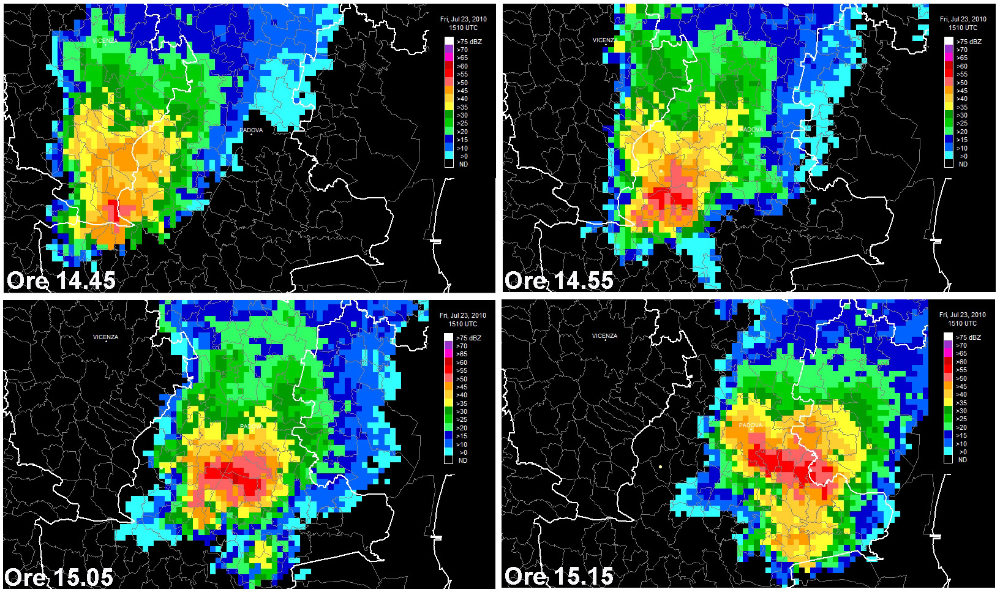 Fri, Jul 23, 2010
1510 UTC
>75 dBZ
>70
>65
>60
>55
>50
>45
>40
>35
>30
>25
>20
>15
>10
>0
ND
VICENZA
PADOVA
Ore 14.45
Fri, Jul 23, 2010
1510 UTC
>75 dBZ
>70
>65
>60
>55
>50
>45
>40
>35
>30
>25
>20
>15
>10
>0
ND
VICENZA
PADOVA
Ore 14.55
Fri, Jul 23, 2010
1510 UTC
>75 dBZ
>70
>65
>60
>55
>50
>45
>40
>35
>30
>25
>20
>15
>10
>0
ND
VICENZA
PADOVA
Ore 15.05
Fri, Jul 23, 2010
1510 UTC
>75 dBZ
>70
>65
>60
>55
>50
>45
>40
>35
>30
>25
>20
>15
>10
>0
ND
VICENZA
PADOVA
Ore 15.15